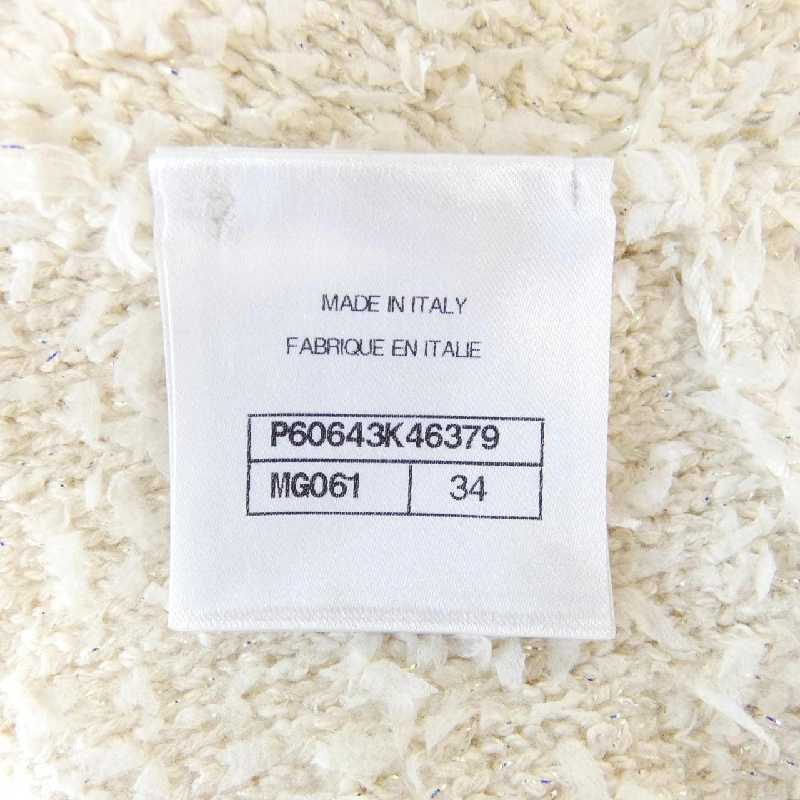 MADE IN ITALY
FABRIQUE EN ITALIE
P60643K46379
MG061 34